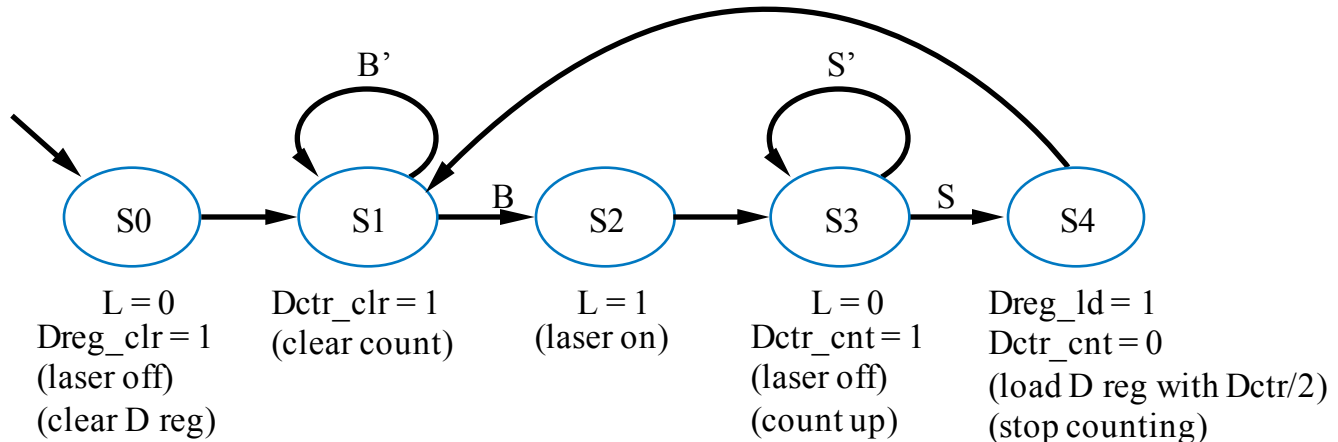 B’
S’
S0
S1
B
S2
S3
S
S4
L = 0
Dreg_clr = 1
(laser off)
(clear D reg)
Dctr_clr = 1
(clear count)
L = 1
(laser on)
L = 0
Dctr_cnt = 1
(laser off)
(count up)
Dreg_ld = 1
Dctr_cnt = 0
(load D reg with Dctr/2)
(stop counting)